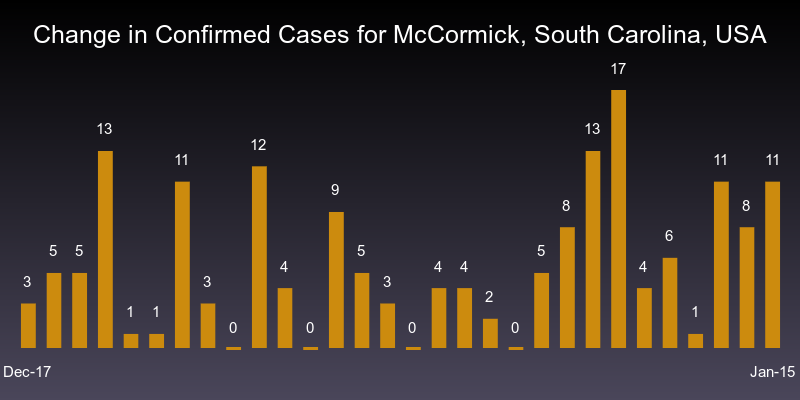 Change in Confirmed Cases for McCormick, South Carolina, USA
3 5 5 13 1 1 11 3 0 12 4 0 9 5 3 0 4 4 2 0 5 8 13 17 4 6 1 11 8 11
Dec-17 Jan-15